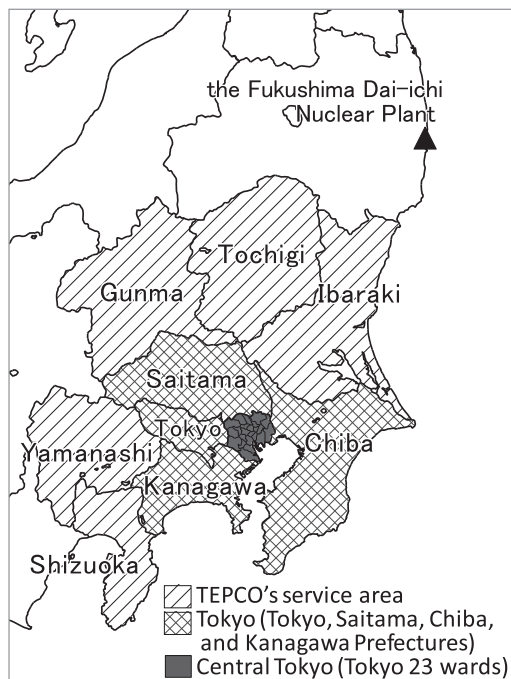 the Fukushima Dai-ichi
Nuclear Plant
Tochigi
Gunma
Ibaraki
Saitama
Tokyo
Chiba
Yamanashi
Kanagawa
Shizuoka
TEPCO's service area
Tokyo (Tokyo, Saitama, Chiba,
and Kanagawa Prefectures)
Central Tokyo (Tokyo 23 wards)